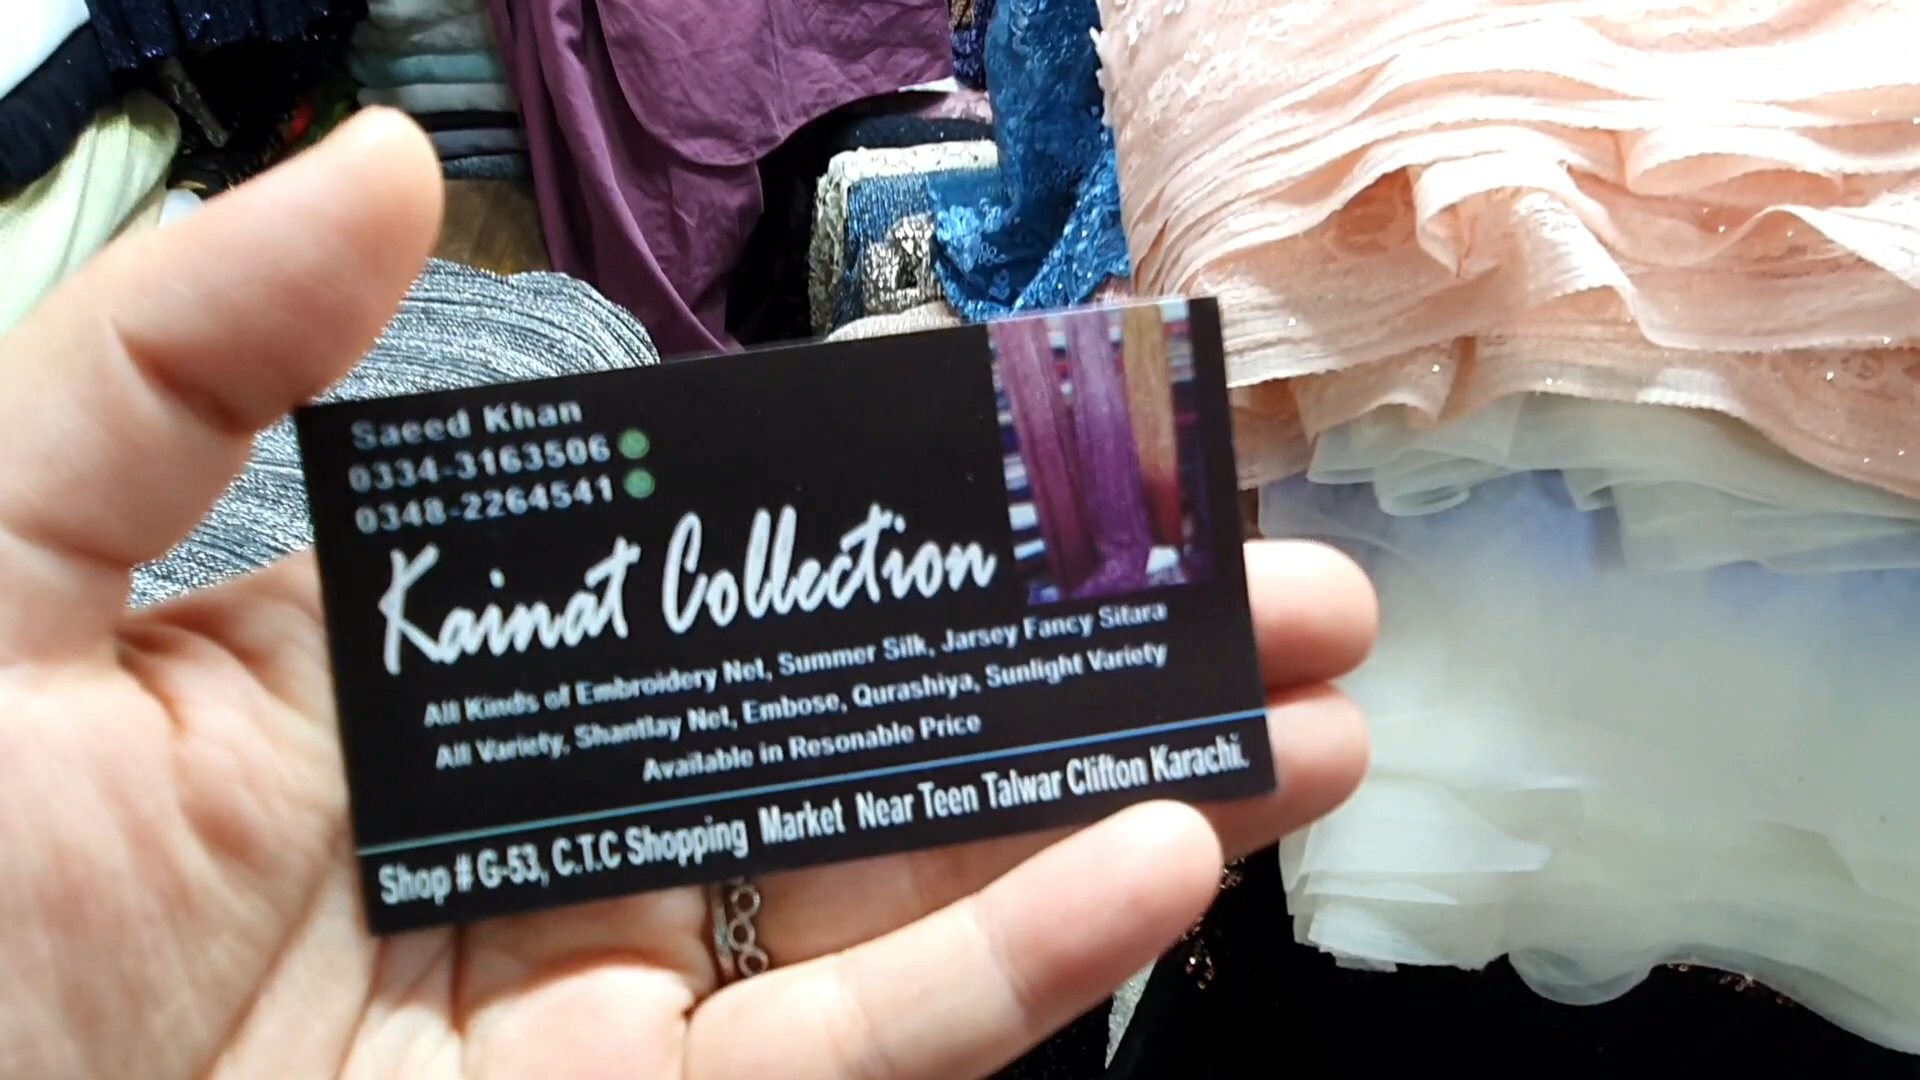 Saeed Khan
0334-3163506
0348-2264541
Kainat Collection
All Kinds of Embroidery Net, Summer Silk, Jarsey Fancy Sitara
All Variety, Shantlay Net, Embose, Qurashiya, Sunlight Variety
Available in Resonable Price
Shop # G-53, C.T.C Shopping Market Near Teen Talwar Clifton Karachi.